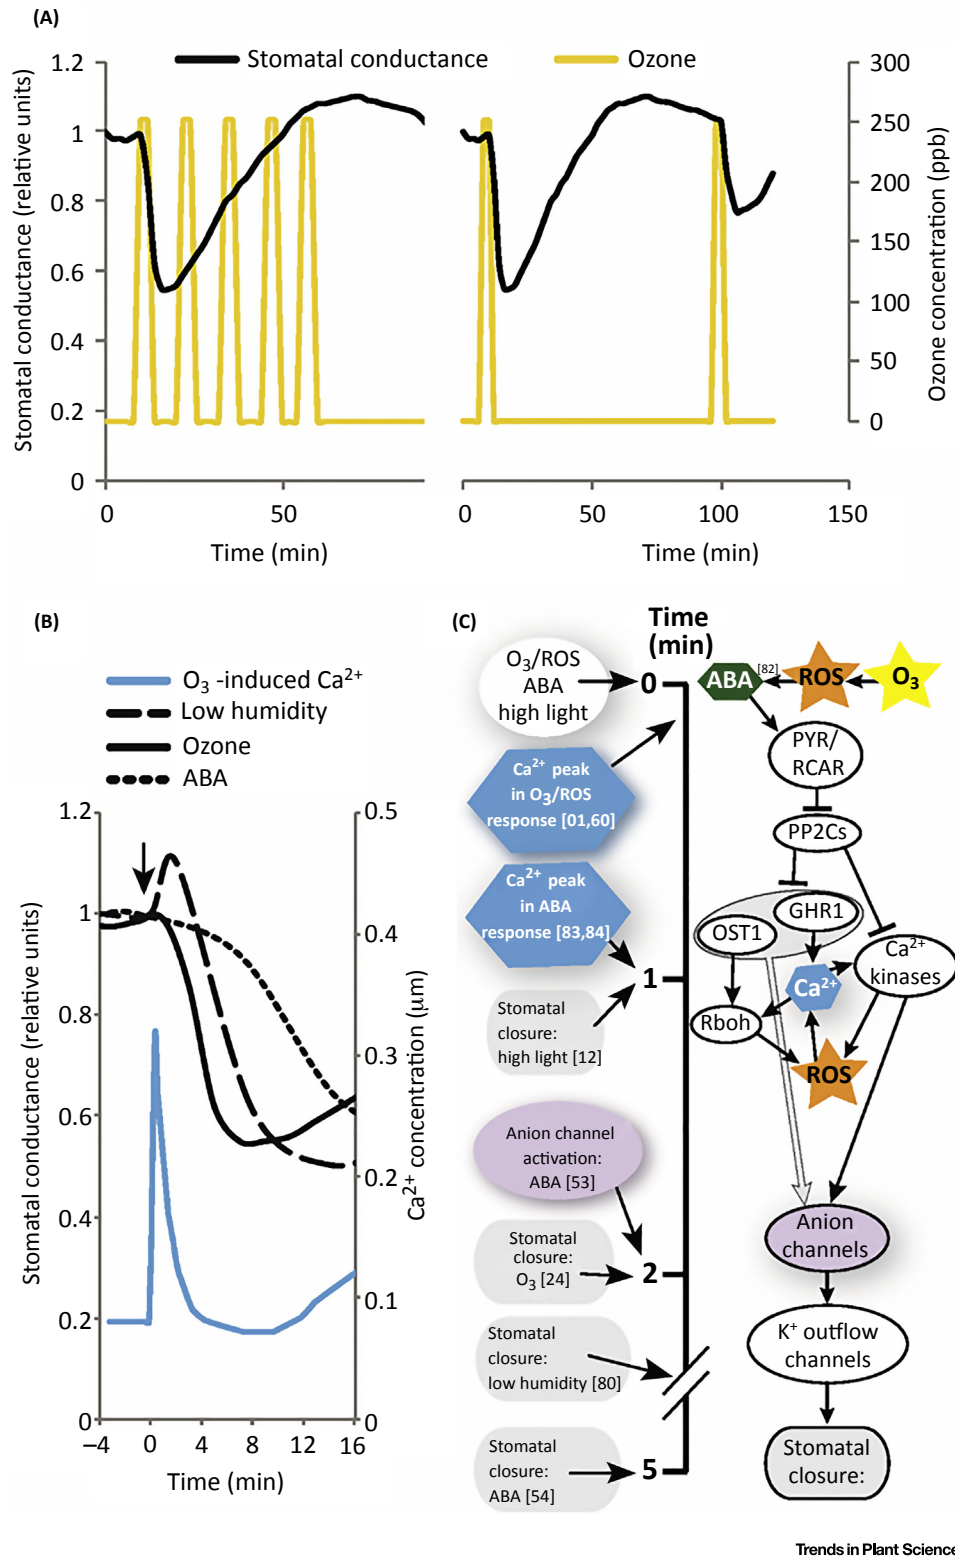 (A)
Stomatal conductance
Ozone
Stomatal conductance (relative units)
1.2
1
0.8
0.6
0.4
0.2
0
0
50
Time (min)
0
50
100
150
Time (min)
300
250
200
150
100
50
0
Ozone concentration (ppb)
(B)
O3 -induced Ca2+
Low humidity
Ozone
ABA
Stomatal conductance (relative units)
1.2
1
0.8
0.6
0.4
0.2
0
0.5
0.4
0.3
0.2
0.1
0
Ca2+ concentration (μm)
–4
0
4
8
12
16
Time (min)
(C)
Time
(min)
O3/ROS
ABA
high light
0
Ca2+ peak
in O3/ROS
response [01,60]
Ca2+ peak
in ABA
response [83,84]
1
Stomatal
closure:
high light [12]
Anion channel
activation:
ABA [53]
Stomatal
closure:
O3 [24]
2
Stomatal
closure:
low humidity [80]
Stomatal
closure:
ABA [54]
5
ABA
[82]
ROS
O3
PYR/
RCAR
PP2Cs
GHR1
OST1
Ca2+
kinases
Ca2+
Rboh
ROS
Anion
channels
K+ outflow
channels
Stomatal
closure:
Trends in Plant Science